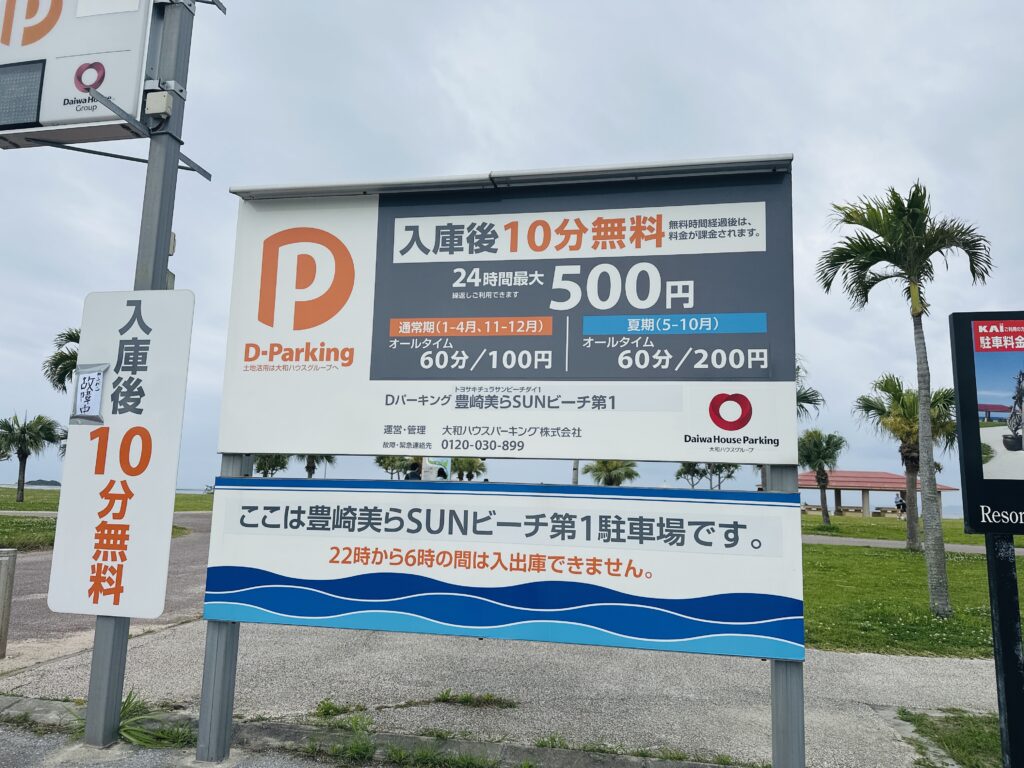 P
Daiwa House
Group
入庫後
10分無料
P
D-Parking
土地活用は大和ハウスグループへ
入庫後10分無料
無料時間経過後は、
料金が課金されます。
24時間最大 500円
繰返しご利用できます
通常期(1-4月、11-12月)
オールタイム
60分/100円
夏期(5-10月)
オールタイム
60分/200円
トヨサキチュラサンビーチダイ1
Dパーキング 豊崎美らSUNビーチ第1
運営・管理 大和ハウスパーキング株式会社
故障・緊急連絡先 0120-030-899
Daiwa House Parking
大和ハウスグループ
ここは豊崎美らSUNビーチ第1駐車場です。
22時から6時の間は入出庫できません。
KAiご利用の
駐車料金
Resor